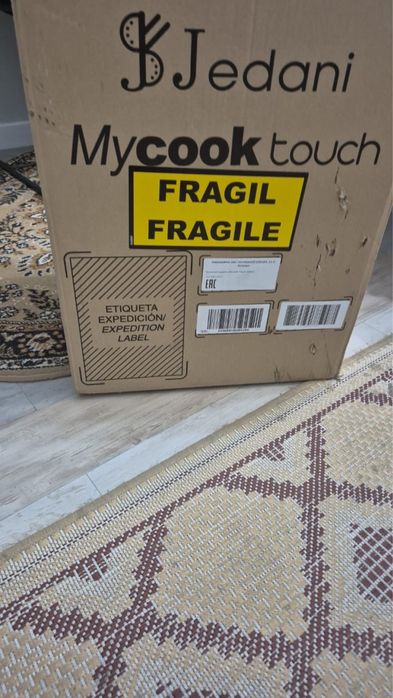 Jedani
Mycook touch
FRAGIL
FRAGILE
ETIQUETA
EXPEDICIÓN/
EXPEDITION
LABEL
EAC